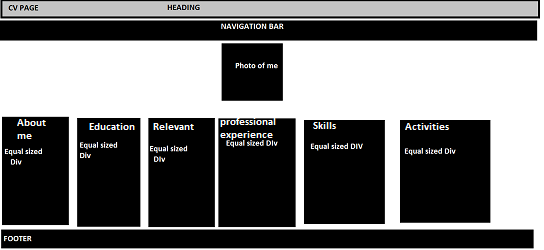 CV PAGE HEADING
NAVIGATION BAR
Photo of me
About
me
Equal sized
Div
Education
Equal sized
Div
Relevant
Equal sized
Div
professional
experience
Equal sized Div
Skills
Equal sized DIV
Activities
Equal sized Div
FOOTER